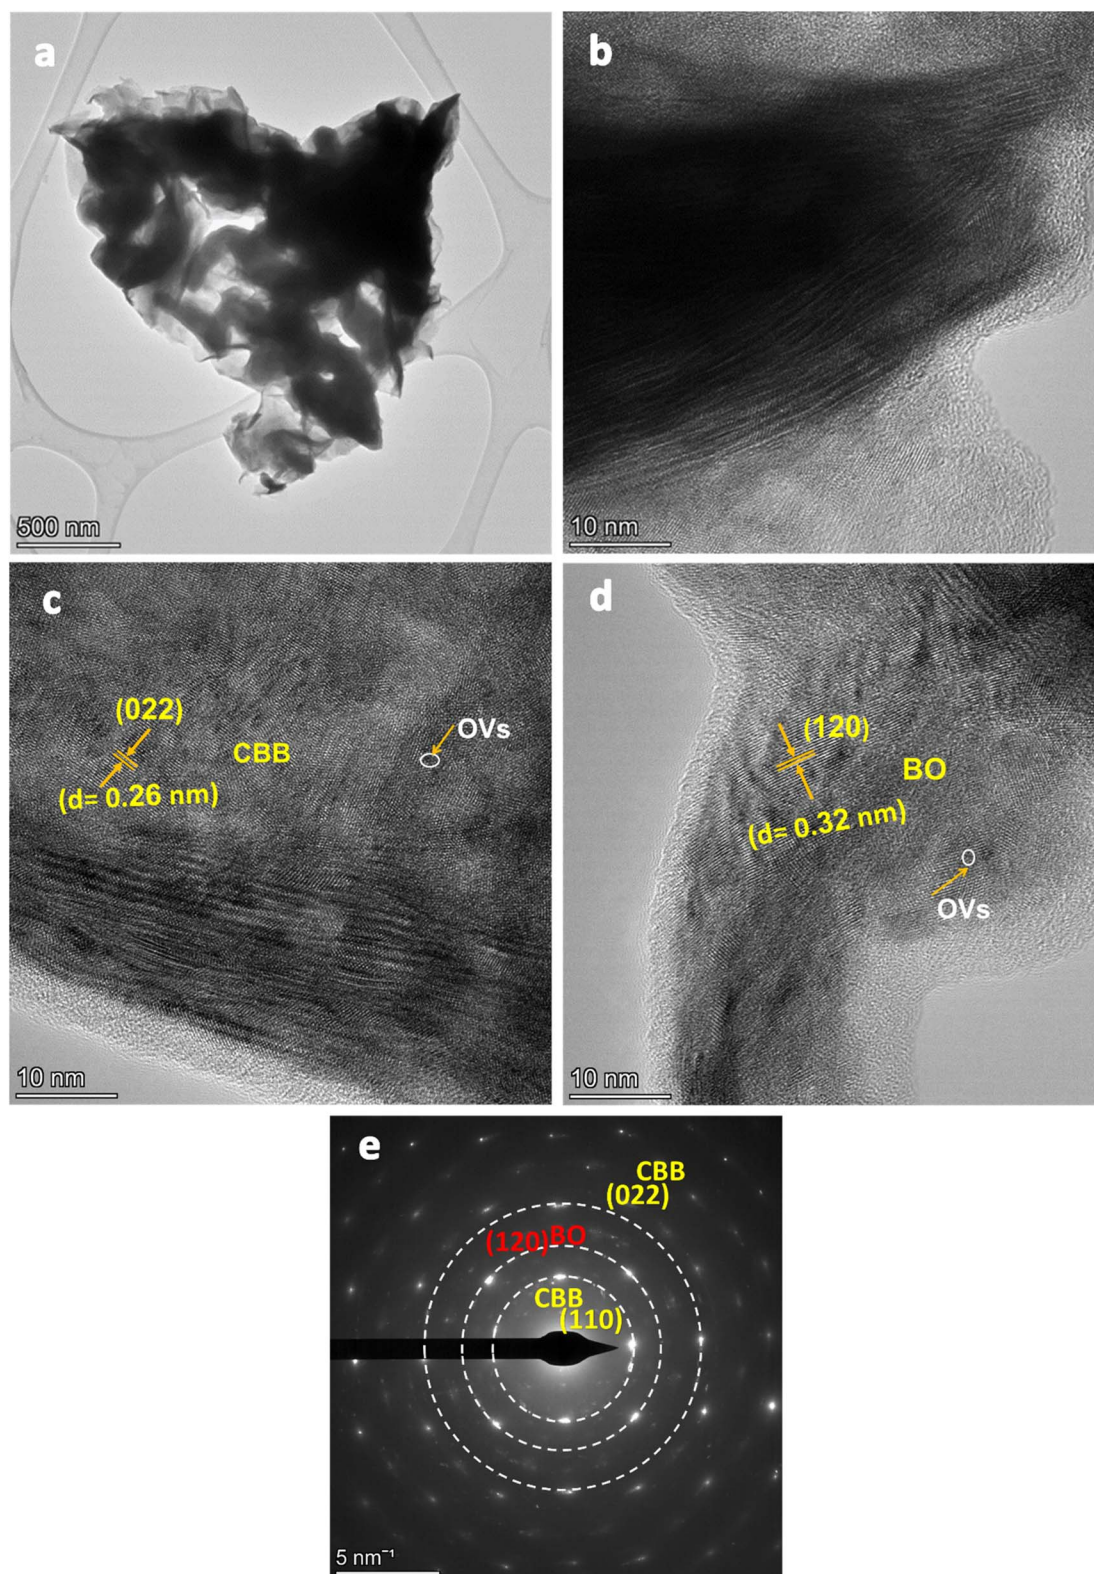 a
500 nm
b
10 nm
c
(022)
CBB
OVs
(d= 0.26 nm)
10 nm
d
(120)
BO
(d= 0.32 nm)
OVs
10 nm
e
CBB
(022)
(120)BO
CBB
(110)
5 nm⁻¹